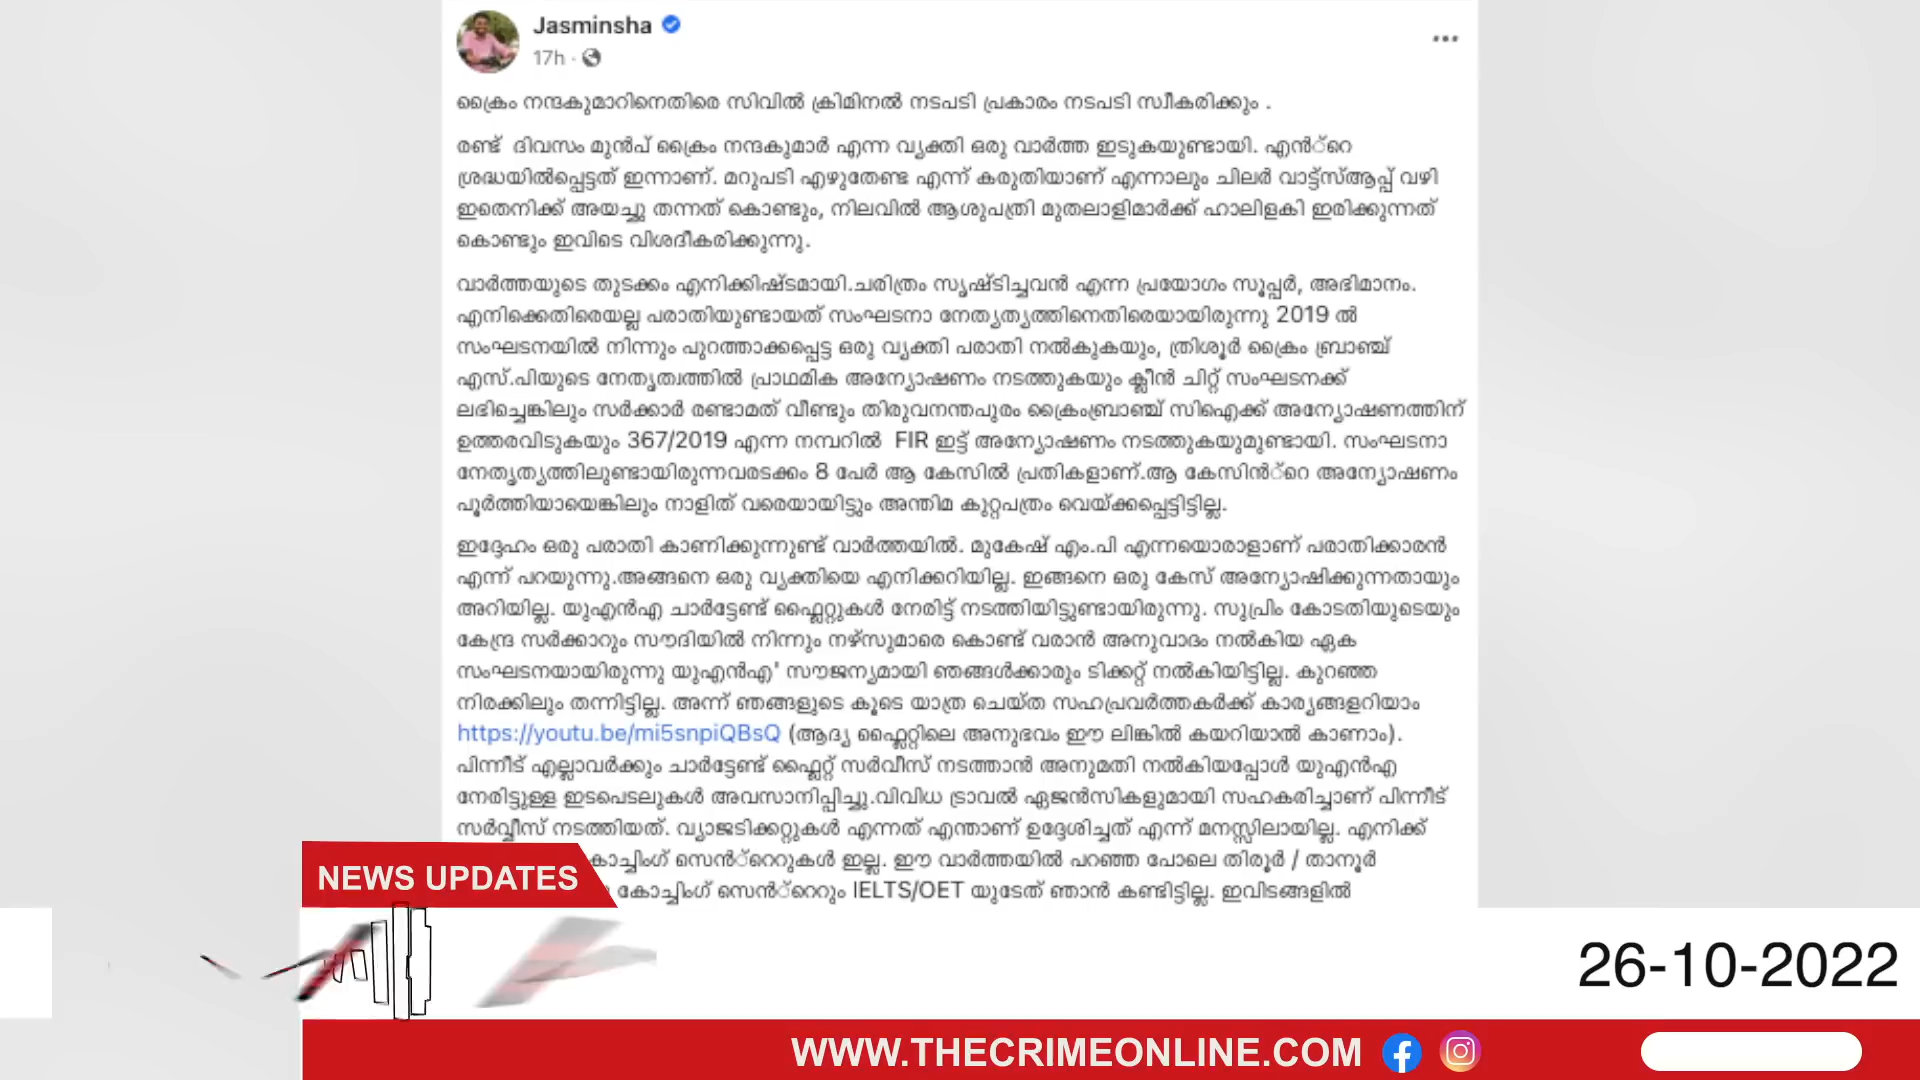 Jasminsha
17h ·
ക്രൈം നന്ദകുമാറിനെതിരെ സിവിൽ ക്രിമിനൽ നടപടി പ്രകാരം നടപടി സ്വീകരിക്കും .
രണ്ട് ദിവസം മുൻപ് ക്രൈം നന്ദകുമാർ എന്ന വ്യക്തി ഒരു വാർത്ത ഇടുകയുണ്ടായി. എൻ്റെ
ശ്രദ്ധയിൽപ്പെട്ടത് ഇന്നാണ്. മറുപടി എഴുതേണ്ട എന്ന് കരുതിയാണ് എന്നാലും ചിലർ വാട്ട്സ്ആപ്പ് വഴി
ഇതെനിക്ക് അയച്ചു തന്നത് കൊണ്ടും, നിലവിൽ ആശുപത്രി മുതലാളിമാർക്ക് ഹാലിളകി ഇരിക്കുന്നത്
കൊണ്ടും ഇവിടെ വിശദീകരിക്കുന്നു.
വാർത്തയുടെ തുടക്കം എനിക്കിഷ്ടമായി.ചരിത്രം സൃഷ്ടിച്ചവൻ എന്ന പ്രയോഗം സൂപ്പർ, അഭിമാനം.
എനിക്കെതിരെയല്ല പരാതിയുണ്ടായത് സംഘടനാ നേതൃത്യത്തിനെതിരെയായിരുന്നു 2019 ൽ
സംഘടനയിൽ നിന്നും പുറത്താക്കപ്പെട്ട ഒരു വ്യക്തി പരാതി നൽകുകയും, ത്രിശൂർ ക്രൈം ബ്രാഞ്ച്
എസ്.പിയുടെ നേതൃത്വത്തിൽ പ്രാഥമിക അന്യോഷണം നടത്തുകയും ക്ലീൻ ചിറ്റ് സംഘടനക്ക്
ലഭിച്ചെങ്കിലും സർക്കാർ രണ്ടാമത് വീണ്ടും തിരുവനന്തപുരം ക്രൈംബ്രാഞ്ച് സിഐക്ക് അന്യോഷണത്തിന്
ഉത്തരവിടുകയും 367/2019 എന്ന നമ്പറിൽ FIR ഇട്ട് അന്യോഷണം നടത്തുകയുമുണ്ടായി. സംഘടനാ
നേതൃത്യത്തിലുണ്ടായിരുന്നവരടക്കം 8 പേർ ആ കേസിൽ പ്രതികളാണ്.ആ കേസിൻ്റെ അന്യോഷണം
പൂർത്തിയായെങ്കിലും നാളിത് വരെയായിട്ടും അന്തിമ കുറ്റപത്രം വെയ്ക്കപ്പെട്ടിട്ടില്ല.
ഇദ്ദേഹം ഒരു പരാതി കാണിക്കുന്നുണ്ട് വാർത്തയിൽ. മുകേഷ് എം.പി എന്നയൊരാളാണ് പരാതിക്കാരൻ
എന്ന് പറയുന്നു.അങ്ങനെ ഒരു വ്യക്തിയെ എനിക്കറിയില്ല. ഇങ്ങനെ ഒരു കേസ് അന്യോഷിക്കുന്നതായും
അറിയില്ല. യുഎൻഎ ചാർട്ടേണ്ട് ഫ്ലൈറ്റുകൾ നേരിട്ട് നടത്തിയിട്ടുണ്ടായിരുന്നു. സുപ്രിം കോടതിയുടെയും
കേന്ദ്ര സർക്കാറും സൗദിയിൽ നിന്നും നഴ്സുമാരെ കൊണ്ട് വരാൻ അനുവാദം നൽകിയ ഏക
സംഘടനയായിരുന്നു യുഎൻഎ' സൗജന്യമായി ഞങ്ങൾക്കാരും ടിക്കറ്റ് നൽകിയിട്ടില്ല. കുറഞ്ഞ
നിരക്കിലും തന്നിട്ടില്ല. അന്ന് ഞങ്ങളുടെ കൂടെ യാത്ര ചെയ്ത സഹപ്രവർത്തകർക്ക് കാര്യങ്ങളറിയാം
https://youtu.be/mi5snpiQBsQ (ആദ്യ ഫ്ലൈറ്റിലെ അനുഭവം ഈ ലിങ്കിൽ കയറിയാൽ കാണാം).
പിന്നീട് എല്ലാവർക്കും ചാർട്ടേണ്ട് ഫ്ലൈറ്റ് സർവീസ് നടത്താൻ അനുമതി നൽകിയപ്പോൾ യുഎൻഎ
നേരിട്ടുള്ള ഇടപെടലുകൾ അവസാനിപ്പിച്ചു.വിവിധ ട്രാവൽ ഏജൻസികളുമായി സഹകരിച്ചാണ് പിന്നീട്
സർവ്വീസ് നടത്തിയത്. വ്യാജടിക്കറ്റുകൾ എന്നത് എന്താണ് ഉദ്ദേശിച്ചത് എന്ന് മനസ്സിലായില്ല. എനിക്ക്
കോച്ചിംഗ് സെൻ്റെറുകൾ ഇല്ല. ഈ വാർത്തയിൽ പറഞ്ഞ പോലെ തിരൂർ / താനൂർ
കോച്ചിംഗ് സെൻ്റെറും IELTS/OET യുടേത് ഞാൻ കണ്ടിട്ടില്ല. ഇവിടങ്ങളിൽ
NEWS UPDATES
26-10-2022
WWW.THECRIMEONLINE.COM